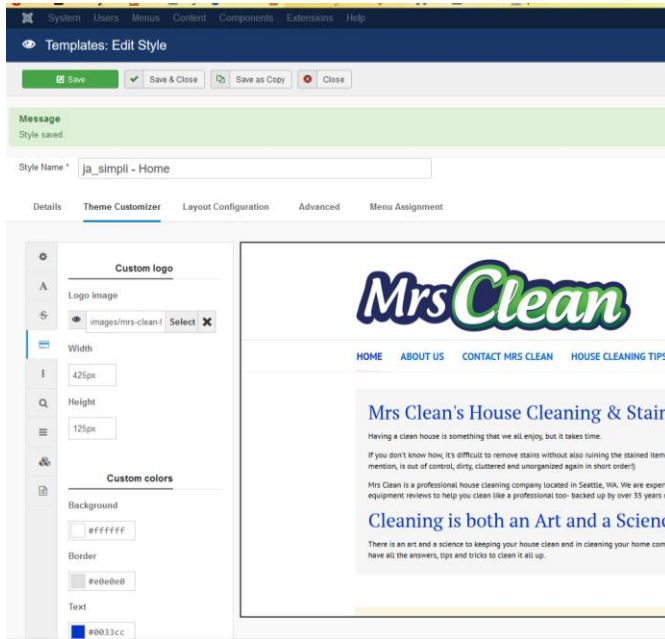 System Users Menus Content Components Extensions Help
Templates: Edit Style
Save Save & Close Save as Copy Close
Message
Style saved.
Style Name * ja_simpli - Home
Details Theme Customizer Layout Configuration Advanced Menu Assignment
Custom logo
Logo image
images/mrs-clean-l Select
Width
425px
Height
125px
Custom colors
Background
#ffffff
Border
#e0e0e0
Text
#0033cc
Mrs Clean
HOME ABOUT US CONTACT MRS CLEAN HOUSE CLEANING TIPS
Mrs Clean's House Cleaning & Stain
Having a clean house is something that we all enjoy, but it takes time.
If you don't know how, it's difficult to remove stains without also ruining the stained item
mention, is out of control, dirty, cluttered and unorganized again in short order!)
Mrs Clean is a professional house cleaning company located in Seattle, WA. We are exper
equipment reviews to help you clean like a professional too- backed up by over 35 years
Cleaning is both an Art and a Scienc
There is an art and a science to keeping your house clean and in cleaning your home com
have all the answers, tips and tricks to clean it all up.